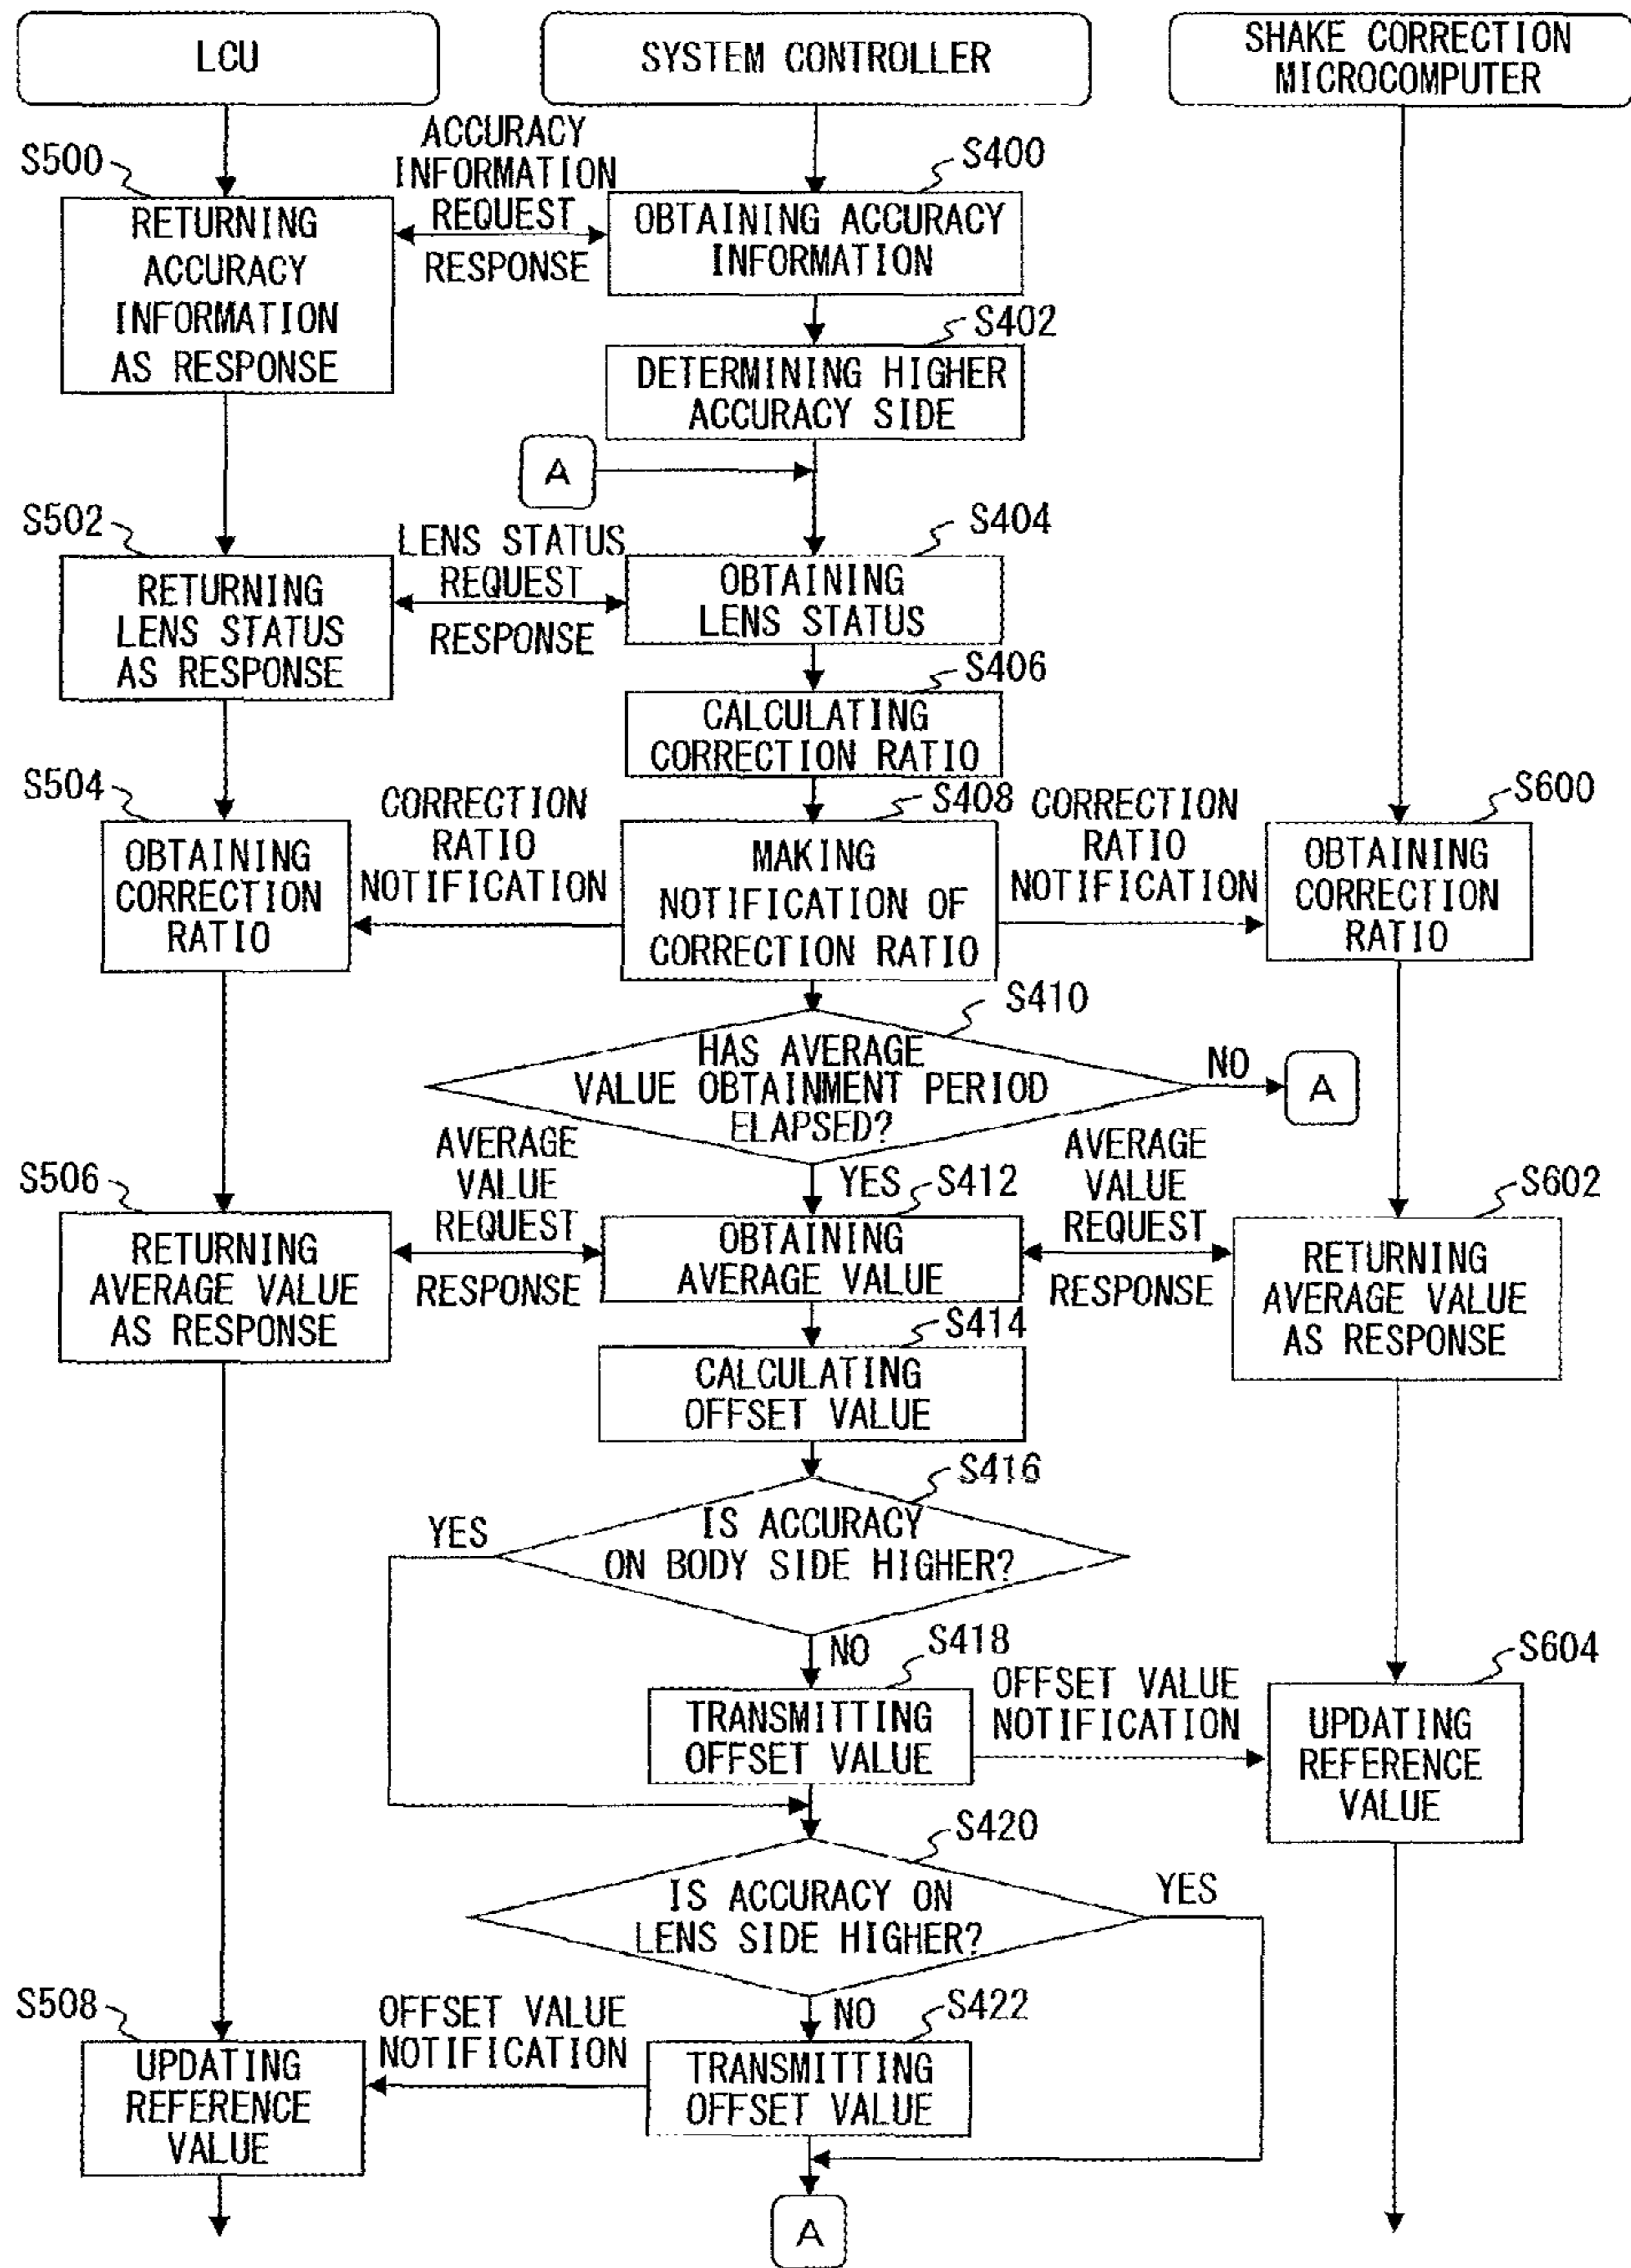 LCU
SYSTEM CONTROLLER
SHAKE CORRECTION
MICROCOMPUTER
S500
ACCURACY
INFORMATION
REQUEST
RESPONSE
S400
RETURNING
ACCURACY
INFORMATION
AS RESPONSE
OBTAINING ACCURACY
INFORMATION
S402
DETERMINING HIGHER
ACCURACY SIDE
A
S502
LENS STATUS
REQUEST
RESPONSE
S404
RETURNING
LENS STATUS
AS RESPONSE
OBTAINING
LENS STATUS
S406
CALCULATING
CORRECTION RATIO
S504
CORRECTION
RATIO
NOTIFICATION
S408
CORRECTION
RATIO
NOTIFICATION
S600
OBTAINING
CORRECTION
RATIO
MAKING
NOTIFICATION OF
CORRECTION RATIO
OBTAINING
CORRECTION
RATIO
S410
HAS AVERAGE
VALUE OBTAINMENT PERIOD
ELAPSED?
NO
A
YES
S506
AVERAGE
VALUE
REQUEST
RESPONSE
S412
AVERAGE
VALUE
REQUEST
RESPONSE
S602
RETURNING
AVERAGE VALUE
AS RESPONSE
OBTAINING
AVERAGE VALUE
RETURNING
AVERAGE VALUE
AS RESPONSE
S414
CALCULATING
OFFSET VALUE
S416
IS ACCURACY
ON BODY SIDE HIGHER?
YES
NO
S418
TRANSMITTING
OFFSET VALUE
OFFSET VALUE
NOTIFICATION
S604
UPDATING
REFERENCE
VALUE
S420
IS ACCURACY ON
LENS SIDE HIGHER?
YES
NO
S508
OFFSET VALUE
NOTIFICATION
S422
UPDATING
REFERENCE
VALUE
TRANSMITTING
OFFSET VALUE
A